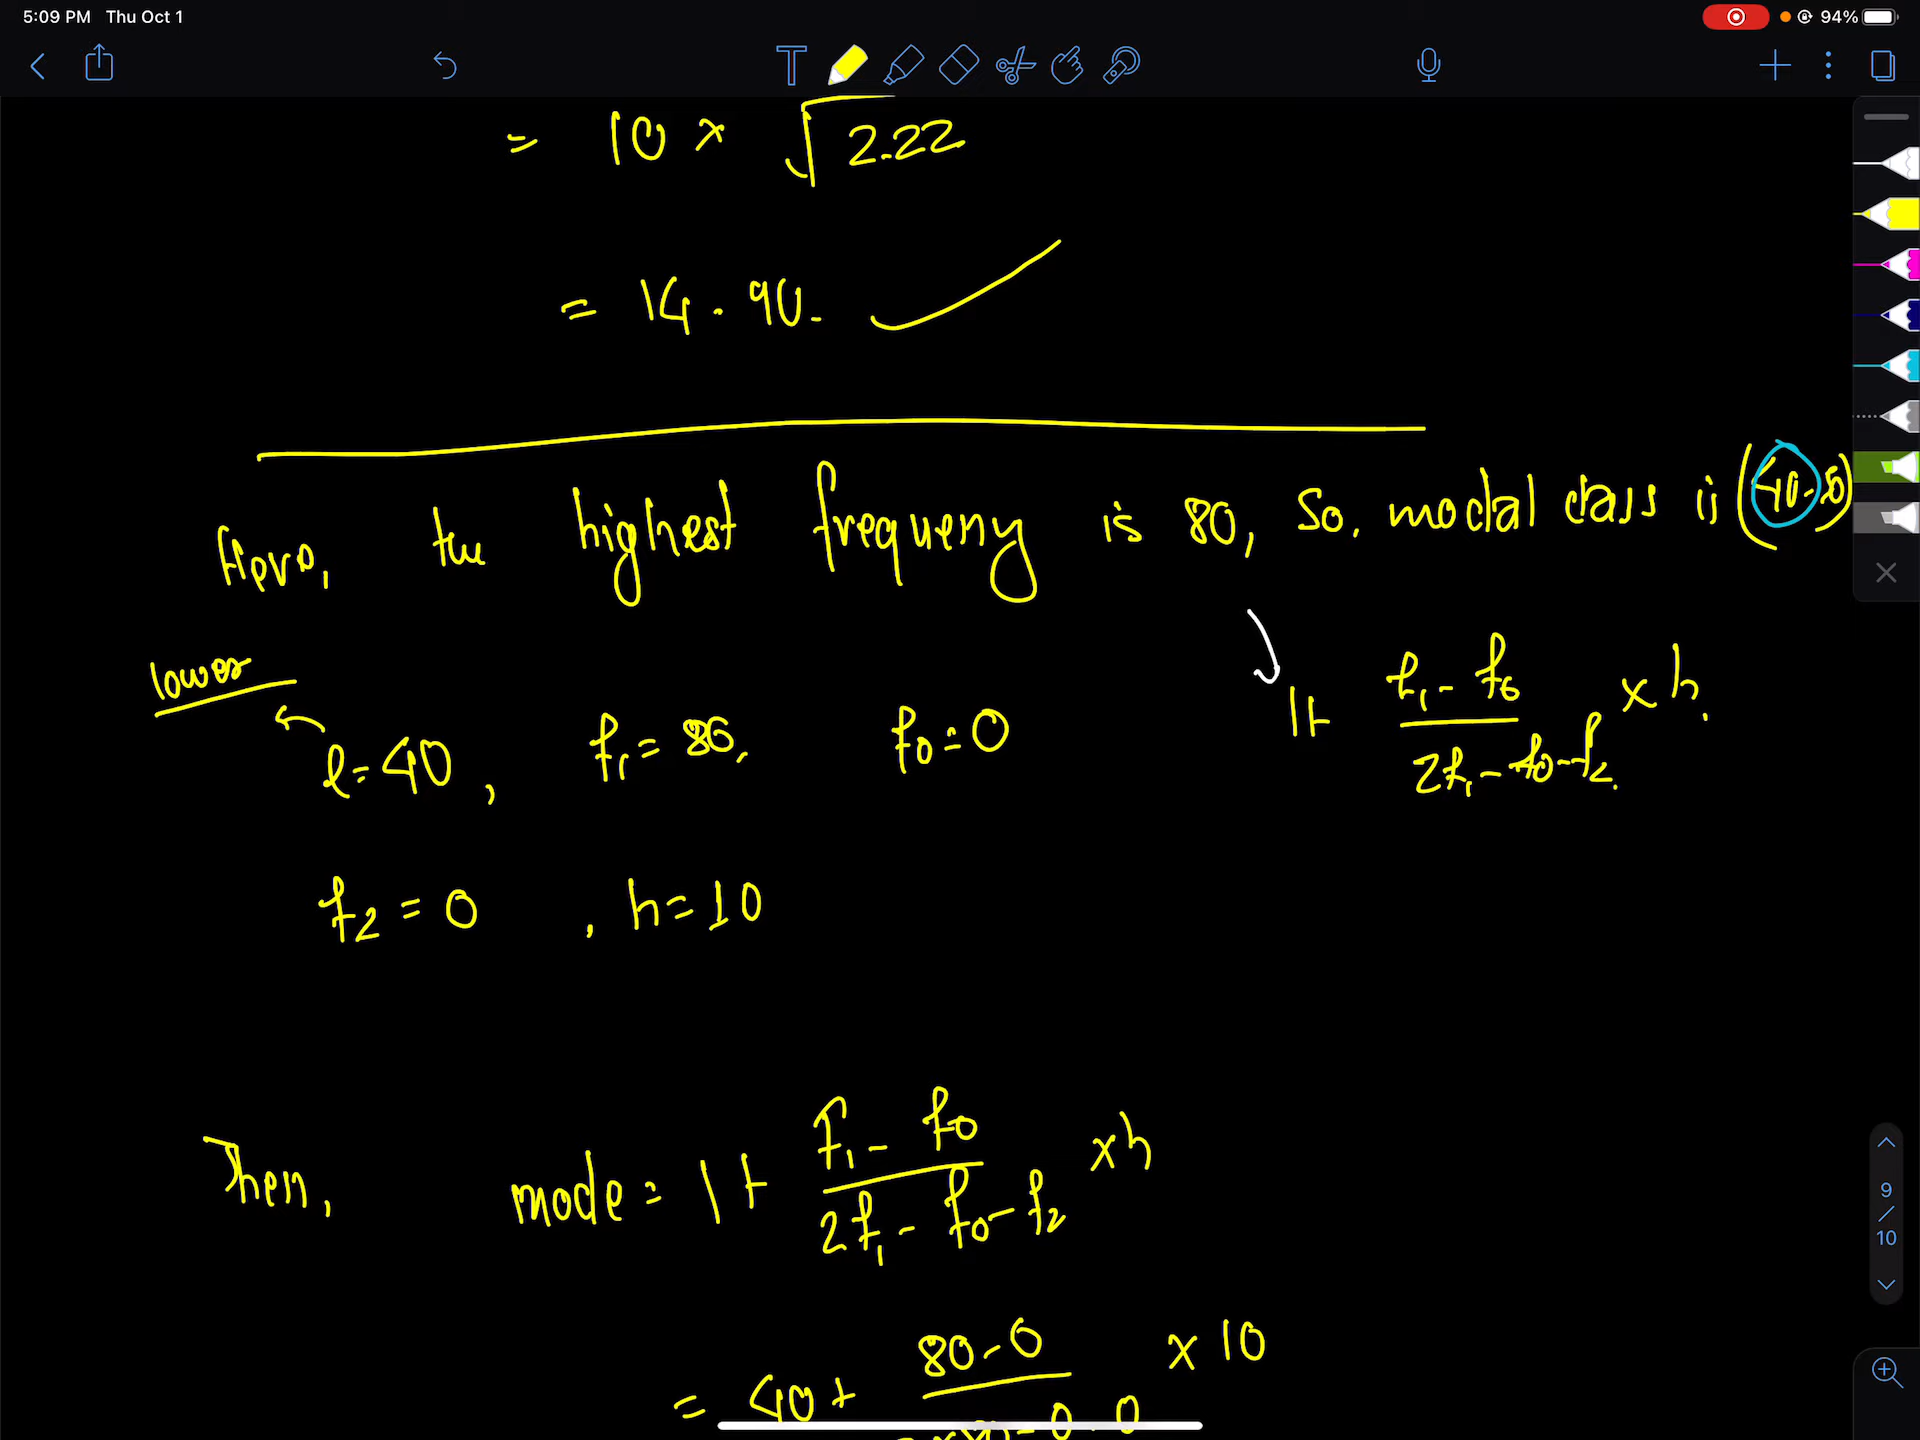 5:09 PM Thu Oct 1
94%
= 10 × √2.22
= 14.90.
Here, the highest frequeny is 80, So, modal class is (40-50)
lower
l=40, f₁=80, f₀=0
l+ f₁-f₀ / 2f₁-f₀-f₂. × h.
f₂=0, h=10
Then, mode = l+ f₁-f₀ / 2f₁-f₀-f₂ ×h
= 40+ 80-0 × 10
9
/
10